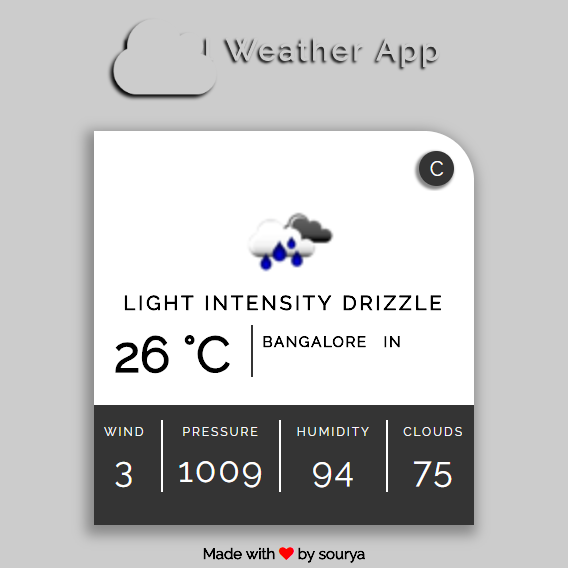 Weather App
C
LIGHT INTENSITY DRIZZLE
26 °C
BANGALORE IN
WIND PRESSURE HUMIDITY CLOUDS
3 1009 94 75
Made with ❤ by sourya